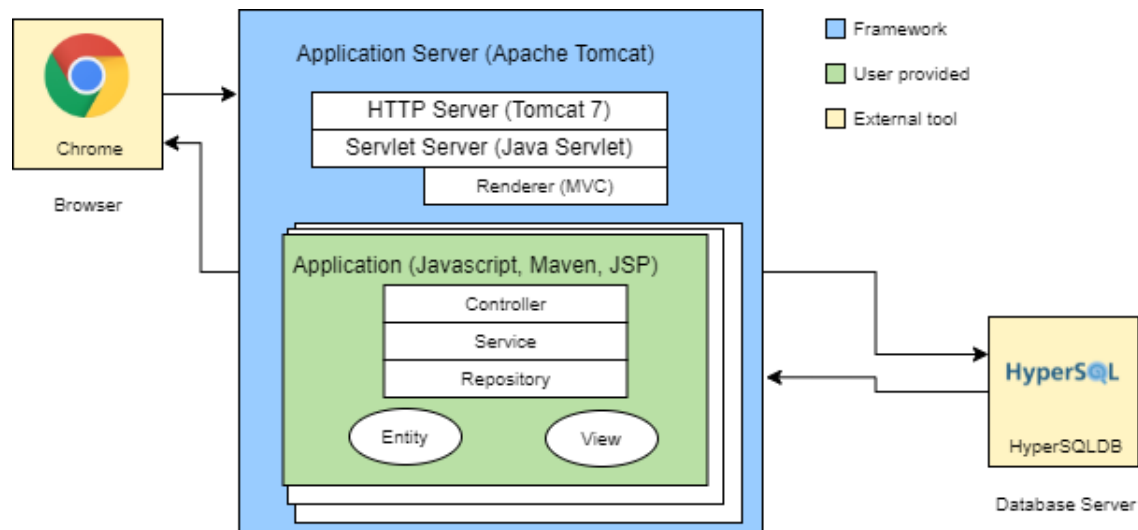 Chrome
Browser
Application Server (Apache Tomcat)
HTTP Server (Tomcat 7)
Servlet Server (Java Servlet)
Renderer (MVC)
Application (Javascript, Maven, JSP)
Controller
Service
Repository
Entity
View
Framework
User provided
External tool
HyperSQL
HyperSQLDB
Database Server